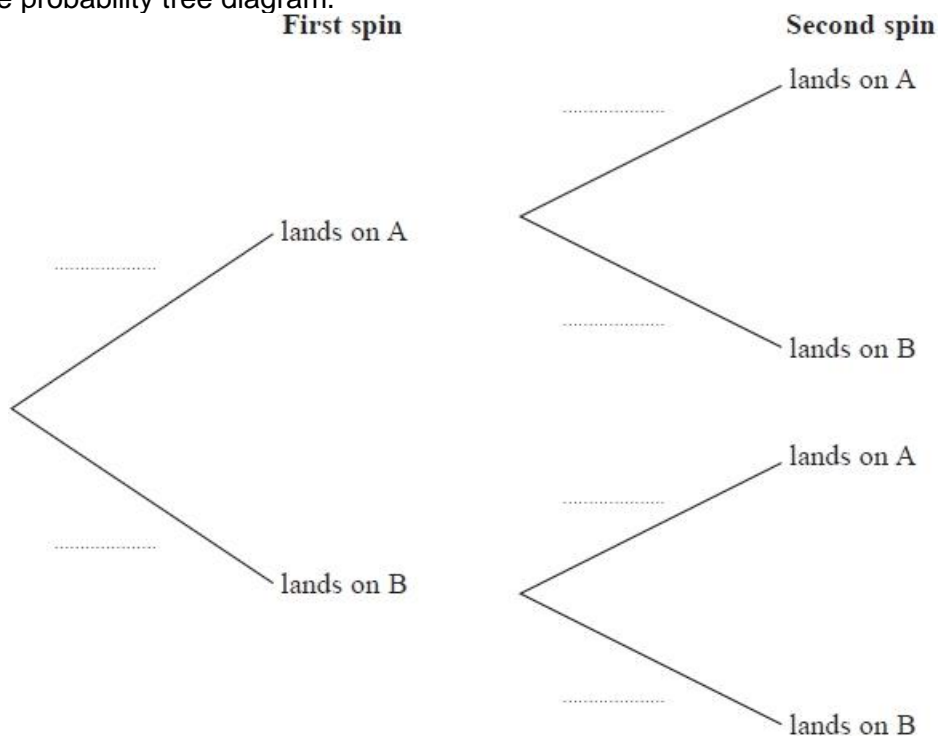 e probability tree diagram.
First spin
Second spin
lands on A
lands on A
lands on B
lands on A
lands on B
lands on B